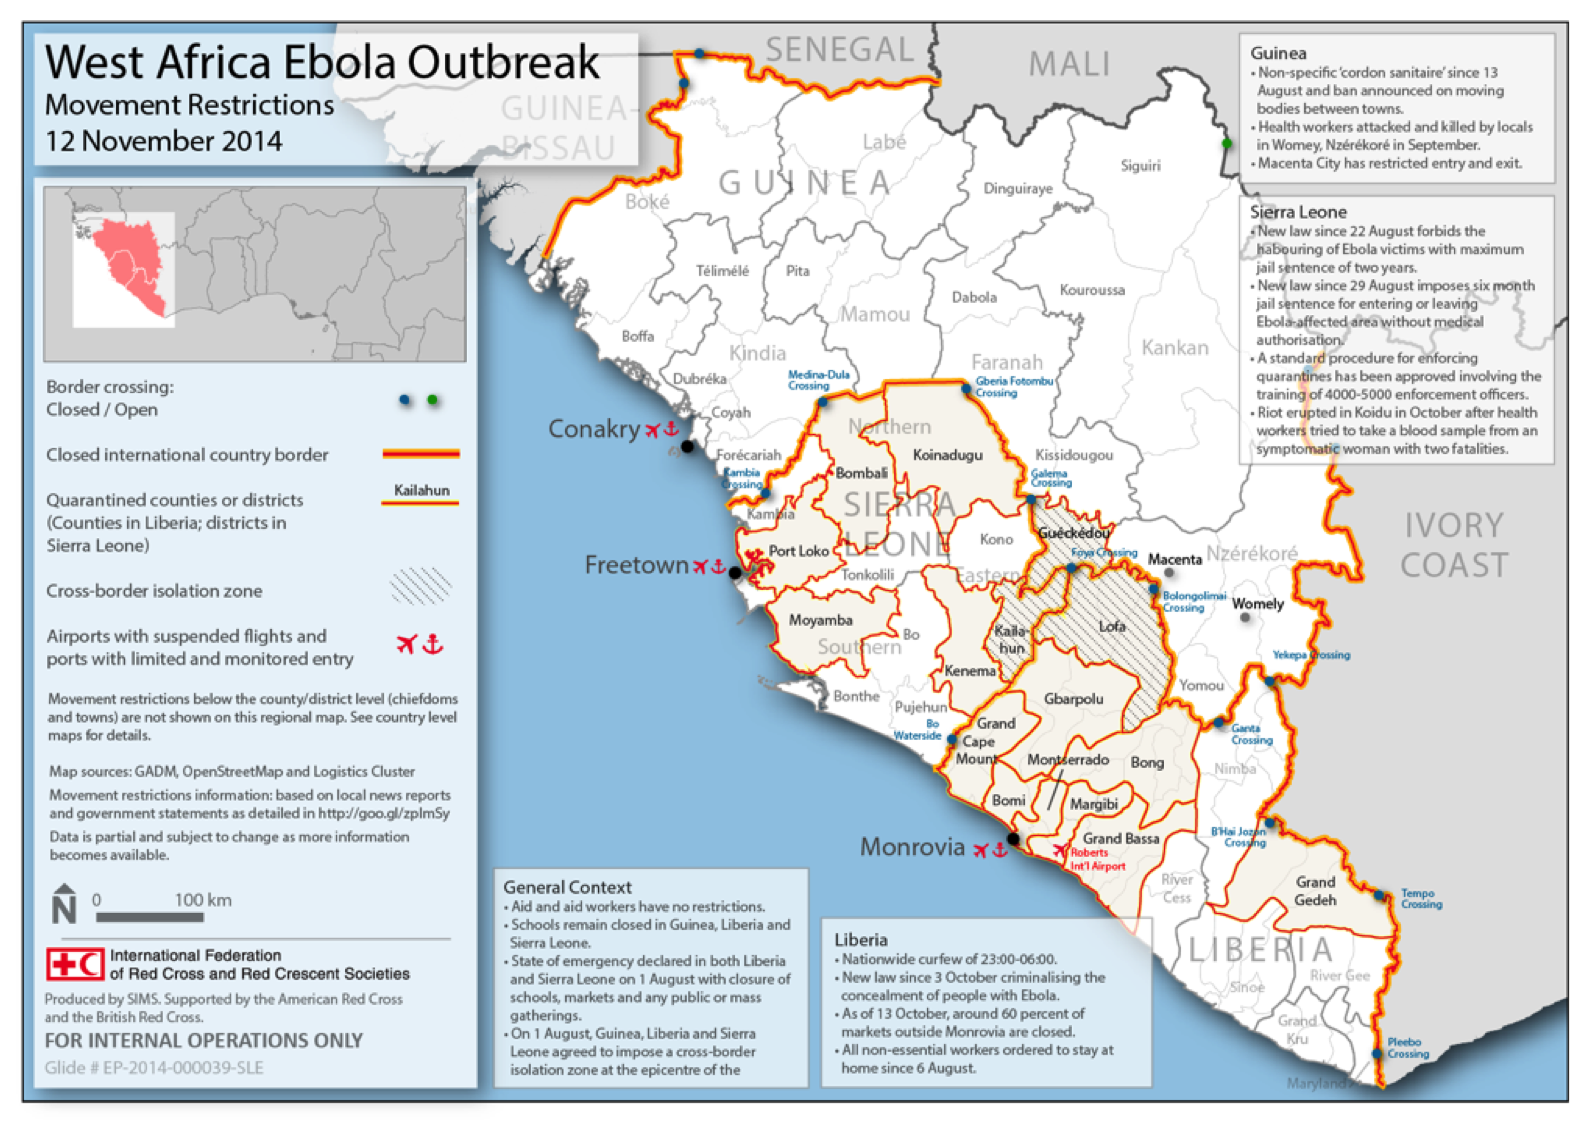 West Africa Ebola Outbreak
Movement Restrictions
12 November 2014
Border crossing:
Closed / Open
Closed international country border
Quarantined counties or districts
(Counties in Liberia; districts in
Sierra Leone)
Kailahun
Cross-border isolation zone
Airports with suspended flights and
ports with limited and monitored entry
Movement restrictions below the county/district level (chiefdoms
and towns) are not shown on this regional map. See country level
maps for details.
Map sources: GADM, OpenStreetMap and Logistics Cluster
Movement restrictions information: based on local news reports
and government statements as detailed in http://goo.gl/zplmSy
Data is partial and subject to change as more information
becomes available.
N
0 100 km
International Federation
of Red Cross and Red Crescent Societies
Produced by SIMS. Supported by the American Red Cross
and the British Red Cross.
FOR INTERNAL OPERATIONS ONLY
Glide # EP-2014-000039-SLE
SENEGAL
MALI
GUINEA-
BISSAU
GUINEA
Labé
Siguiri
Dinguiraye
Boké
Télimélé
Pita
Dabola
Kouroussa
Mamou
Boffa
Kindia
Faranah
Kankan
Dubréka
Medina-Dula
Crossing
Gberia Fotombu
Crossing
Coyah
Conakry
Northern
Forécariah
Koinadugu
Kissidougou
Kambia
Crossing
Bombali
Galema
Crossing
Kambia
SIERRA
LEONE
Guéckédou
Kono
Port Loko
Foya Crossing
Macenta
Nzérékoré
IVORY
COAST
Freetown
Tonkolili
Eastern
Bolongolimai
Crossing
Womely
Moyamba
Bo
Kaila-
hun
Lofa
Southern
Yekepa Crossing
Kenema
Yomou
Bonthe
Pujehun
Gbarpolu
Bo
Waterside
Grand
Cape
Mount
Ganta
Crossing
Montserrado
Bong
Nimba
Bomi
Margibi
Monrovia
Grand Bassa
B'Hai Jozon
Crossing
Roberts
Int'l Airport
River
Cess
Grand
Gedeh
Tempo
Crossing
LIBERIA
River Gee
Sinoe
Grand
Kru
Pleebo
Crossing
Maryland
Guinea
• Non-specific 'cordon sanitaire' since 13
August and ban announced on moving
bodies between towns.
• Health workers attacked and killed by locals
in Womey, Nzérékoré in September.
• Macenta City has restricted entry and exit.
Sierra Leone
• New law since 22 August forbids the
habouring of Ebola victims with maximum
jail sentence of two years.
• New law since 29 August imposes six month
jail sentence for entering or leaving
Ebola-affected area without medical
authorisation.
• A standard procedure for enforcing
quarantines has been approved involving the
training of 4000-5000 enforcement officers.
• Riot erupted in Koidu in October after health
workers tried to take a blood sample from an
symptomatic woman with two fatalities.
General Context
• Aid and aid workers have no restrictions.
• Schools remain closed in Guinea, Liberia and
Sierra Leone.
• State of emergency declared in both Liberia
and Sierra Leone on 1 August with closure of
schools, markets and any public or mass
gatherings.
• On 1 August, Guinea, Liberia and Sierra
Leone agreed to impose a cross-border
isolation zone at the epicentre of the
Liberia
• Nationwide curfew of 23:00-06:00.
• New law since 3 October criminalising the
concealment of people with Ebola.
• As of 13 October, around 60 percent of
markets outside Monrovia are closed.
• All non-essential workers ordered to stay at
home since 6 August.